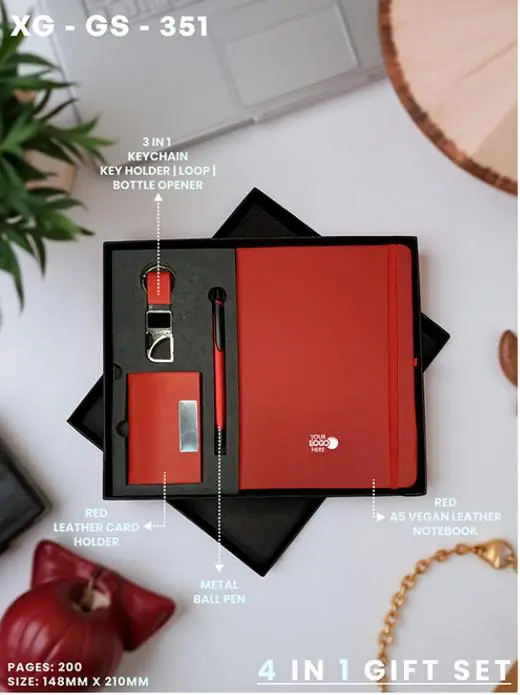 XG - GS - 351
3 IN 1
KEYCHAIN
KEY HOLDER | LOOP |
BOTTLE OPENER
YOUR
LOGO
HERE
RED
LEATHER CARD
HOLDER
RED
A5 VEGAN LEATHER
NOTEBOOK
METAL
BALL PEN
PAGES: 200
SIZE: 148MM X 210MM
4 IN 1 GIFT SET